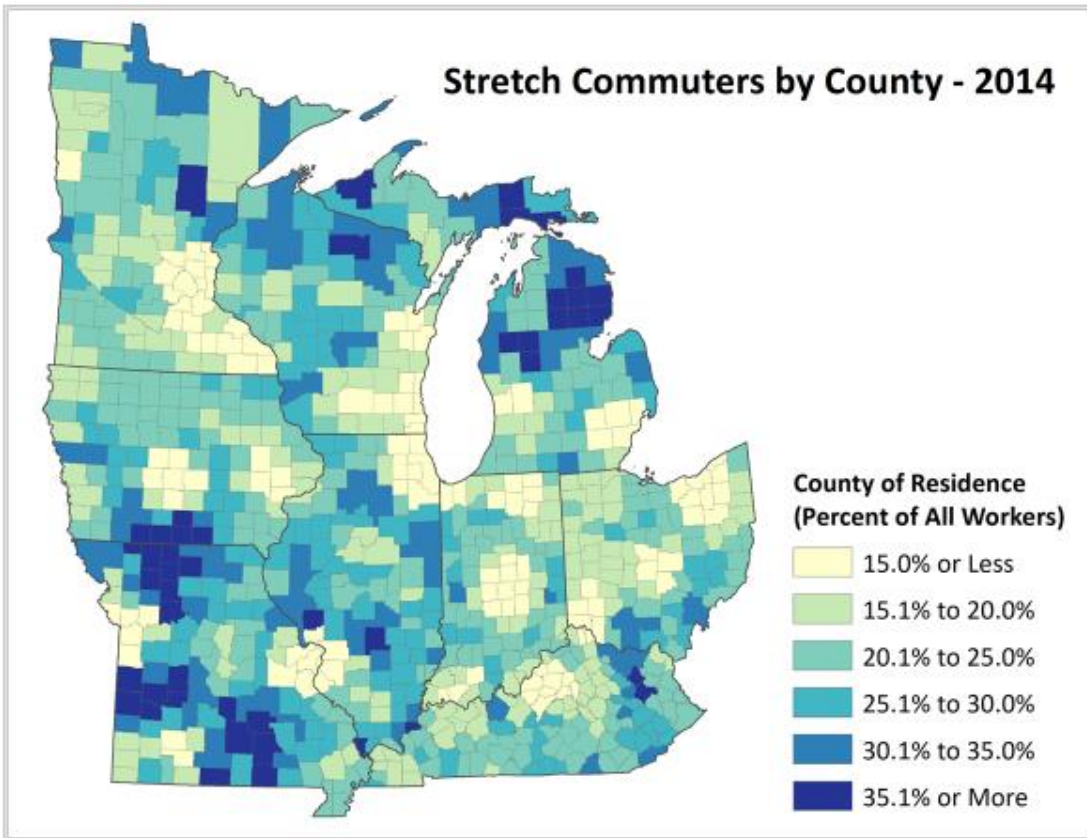 Stretch Commuters by County - 2014
County of Residence
(Percent of All Workers)
15.0% or Less
15.1% to 20.0%
20.1% to 25.0%
25.1% to 30.0%
30.1% to 35.0%
35.1% or More